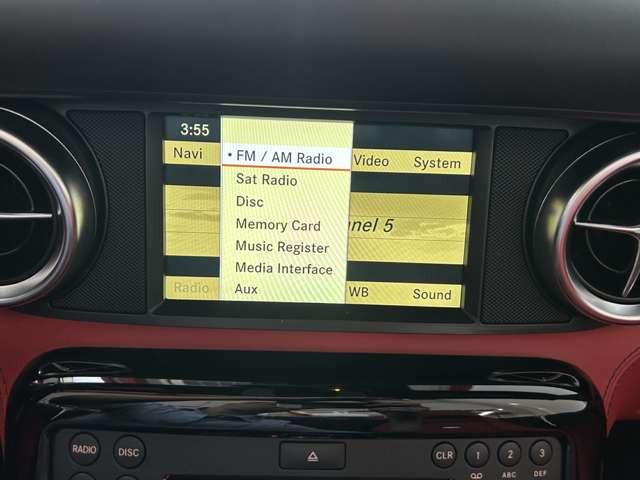 3:55
Navi
• FM / AM Radio
Video
System
Sat Radio
Disc
Memory Card
nel 5
Music Register
Media Interface
Radio
Aux
WB
Sound
RADIO
DISC
CLR
1
2
3
ABC
DEF